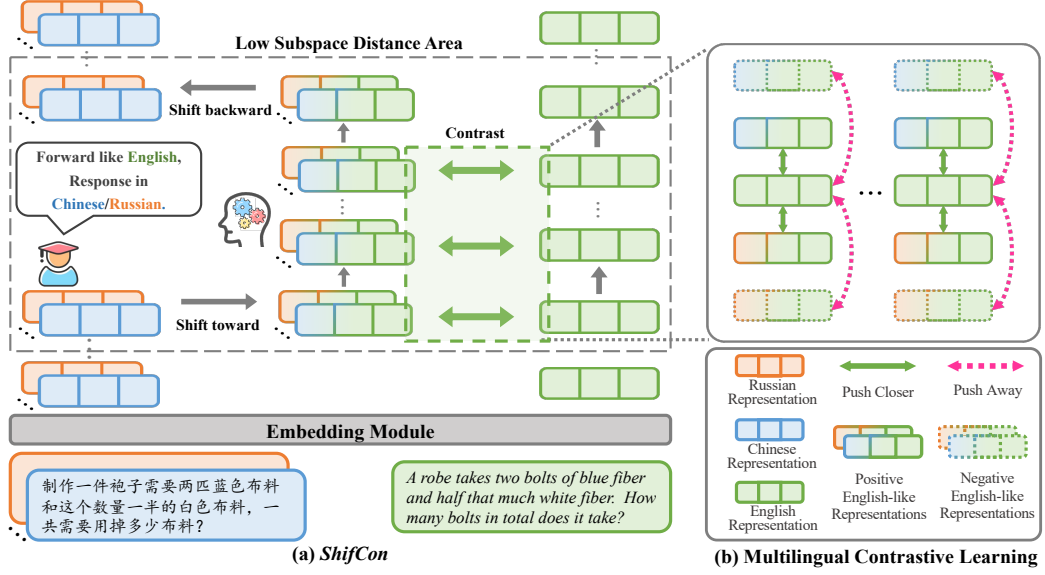 Low Subspace Distance Area
Shift backward
Contrast
Forward like English,
Response in
Chinese/Russian.
Shift toward
Embedding Module
制作一件袍子需要两匹蓝色布料
和这个数量一半的白色布料，一
共需要用掉多少布料？
A robe takes two bolts of blue fiber
and half that much white fiber. How
many bolts in total does it take?
(a) ShifCon
...
Russian
Representation
Push Closer
Push Away
Chinese
Representation
English
Representation
Positive
English-like
Representations
Negative
English-like
Representations
(b) Multilingual Contrastive Learning